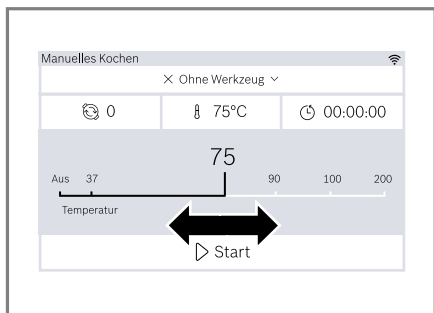 Manuelles Kochen
Ohne Werkzeug
0 75°C 00:00:00
75
Aus 37 90 100 200
Temperatur
Start